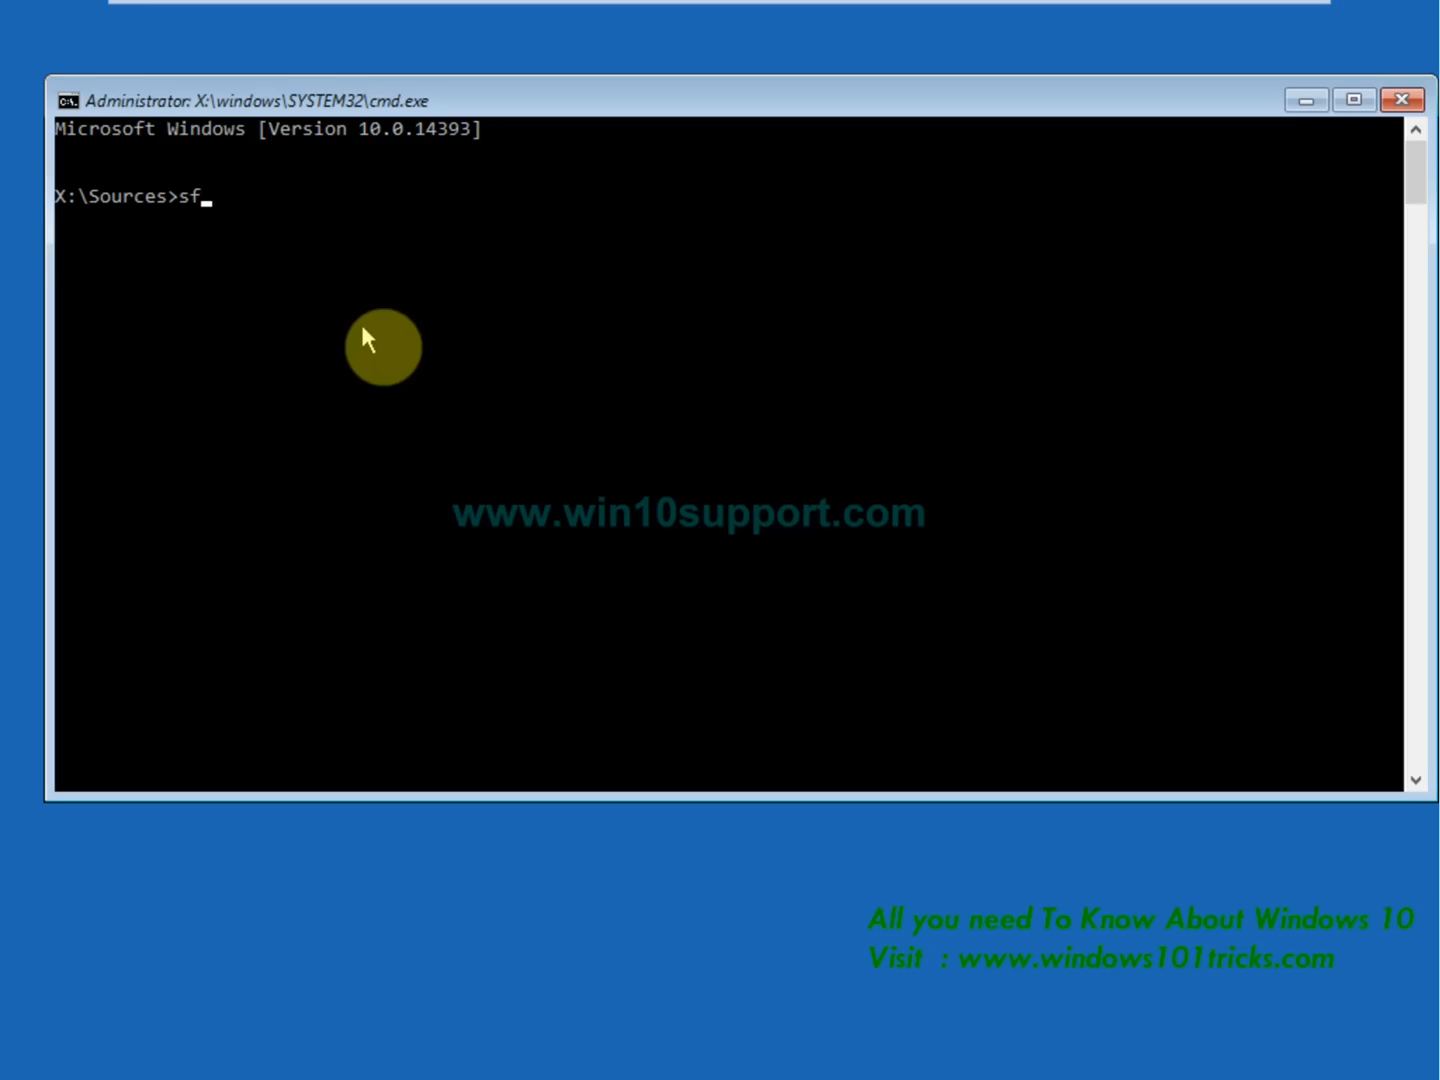 Administrator: X:\windows\SYSTEM32\cmd.exe
Microsoft Windows [Version 10.0.14393]
X:\Sources>sf_
www.win10support.com
All you need To Know About Windows 10
Visit : www.windows101tricks.com